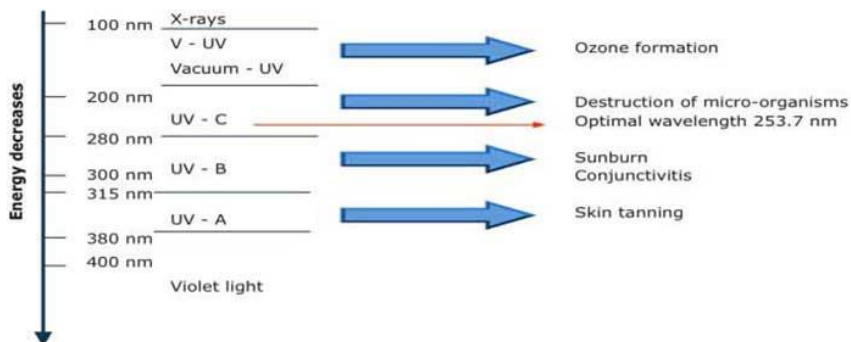 Energy decreases
100 nm
200 nm
280 nm
300 nm
315 nm
380 nm
400 nm
X-rays
V - UV
Vacuum - UV
UV - C
UV - B
UV - A
Violet light
Ozone formation
Destruction of micro-organisms
Optimal wavelength 253.7 nm
Sunburn
Conjunctivitis
Skin tanning